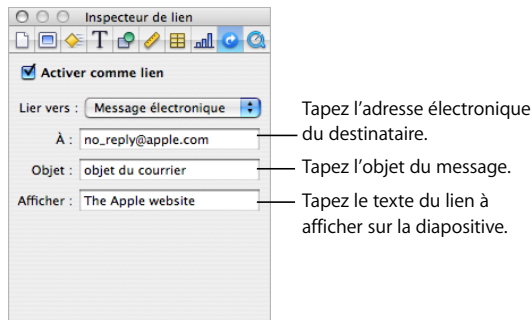 Inspecteur de lien
T
Activer comme lien
Lier vers : Message électronique
À : no_reply@apple.com
Objet : objet du courrier
Afficher : The Apple website
Tapez l’adresse électronique
du destinataire.
Tapez l’objet du message.
Tapez le texte du lien à
afficher sur la diapositive.